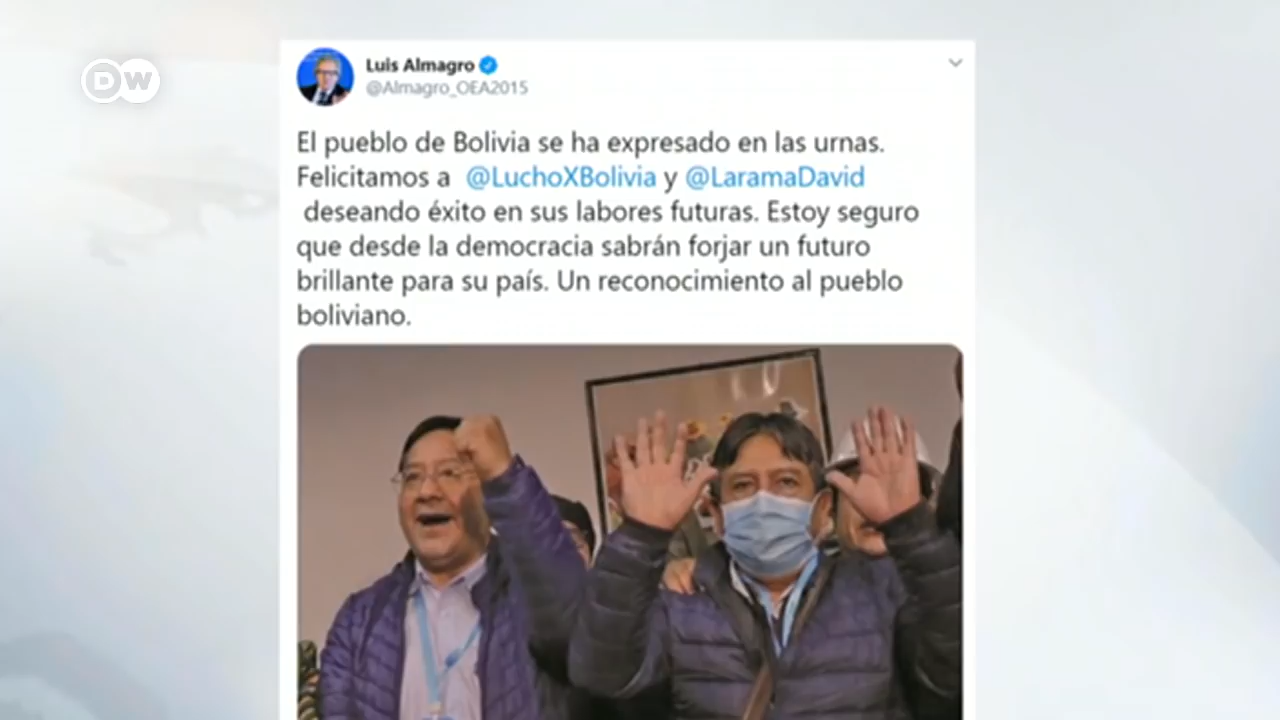 DW
Luis Almagro
@Almagro_OEA2015
El pueblo de Bolivia se ha expresado en las urnas.
Felicitamos a @LuchoXBolivia y @LaramaDavid
deseando éxito en sus labores futuras. Estoy seguro
que desde la democracia sabrán forjar un futuro
brillante para su país. Un reconocimiento al pueblo
boliviano.